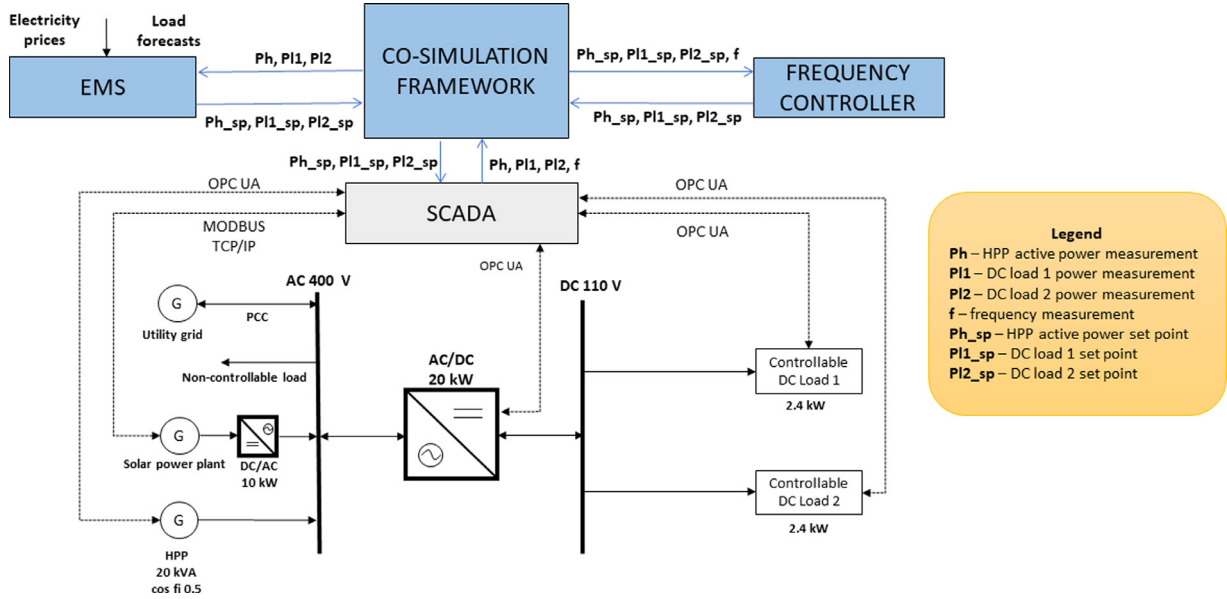 Electricity
prices
Load
forecasts
EMS
Ph, Pl1, Pl2
Ph_sp, Pl1_sp, Pl2_sp
CO-SIMULATION
FRAMEWORK
Ph_sp, Pl1_sp, Pl2_sp, f
Ph_sp, Pl1_sp, Pl2_sp
FREQUENCY
CONTROLLER
Ph_sp, Pl1_sp, Pl2_sp
Ph, Pl1, Pl2, f
OPC UA
MODBUS
TCP/IP
SCADA
OPC UA
OPC UA
OPC UA
AC 400 V
DC 110 V
G
Utility grid
PCC
Non-controllable load
G
Solar power plant
DC/AC
10 kW
G
HPP
20 kVA
cos fi 0.5
AC/DC
20 kW
Controllable
DC Load 1
2.4 kW
Controllable
DC Load 2
2.4 kW
Legend
Ph – HPP active power measurement
Pl1 – DC load 1 power measurement
Pl2 – DC load 2 power measurement
f – frequency measurement
Ph_sp – HPP active power set point
Pl1_sp – DC load 1 set point
Pl2_sp – DC load 2 set point